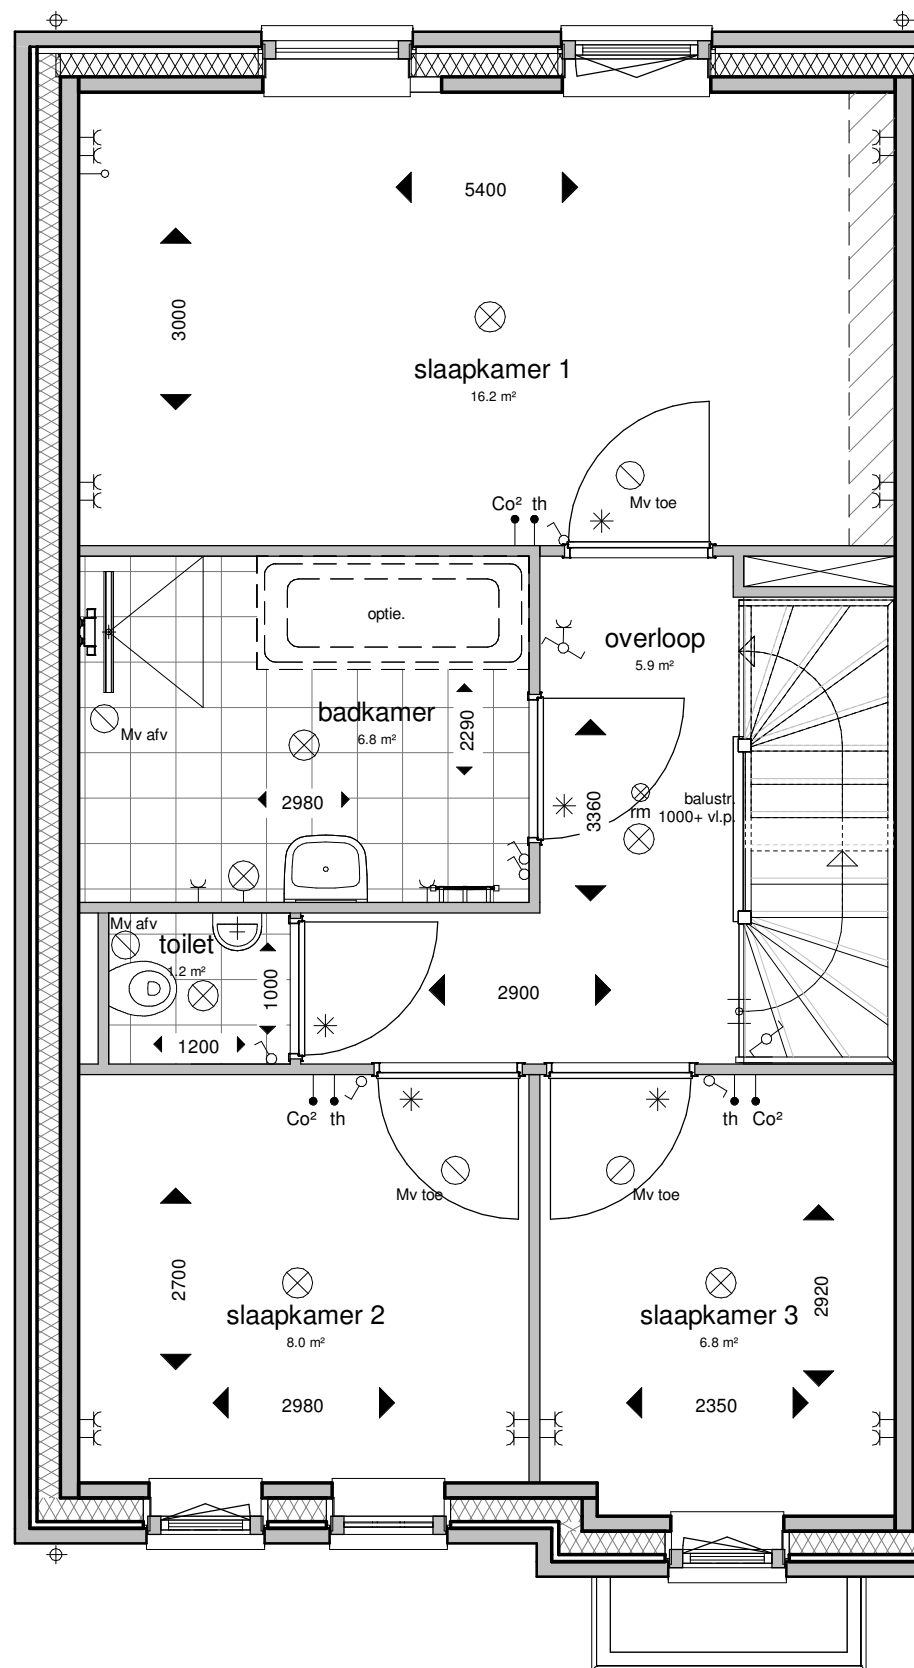 5400
3000
slaapkamer 1
16.2 m²
Co² th
Mv toe
optie.
overloop
5.9 m²
badkamer
6.8 m²
2290
Mv afv
2980
3360
rm
balustr.
1000+ vl.p.
Mv afv
toilet
1.2 m²
1000
2900
1200
Co² th
th Co²
Mv toe
Mv toe
2700
2920
slaapkamer 2
8.0 m²
slaapkamer 3
6.8 m²
2980
2350